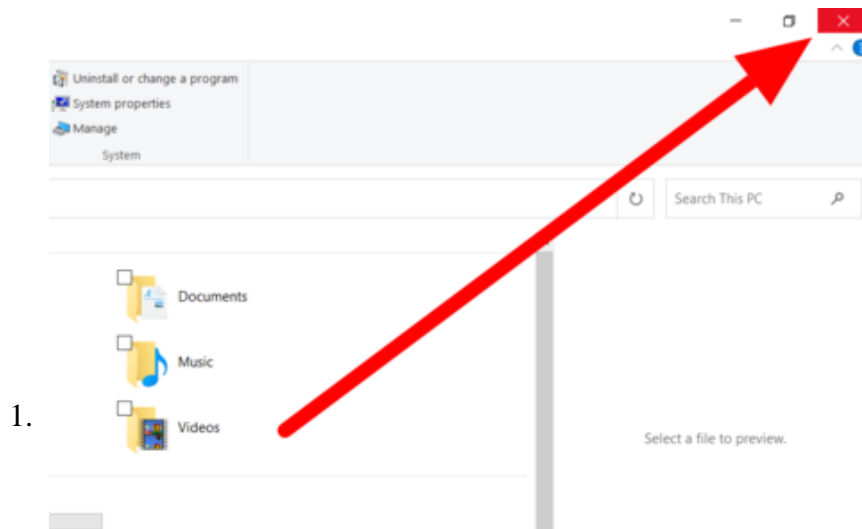 Uninstall or change a program
System properties
Manage
System
Search This PC
Documents
Music
1.
Videos
Select a file to preview.